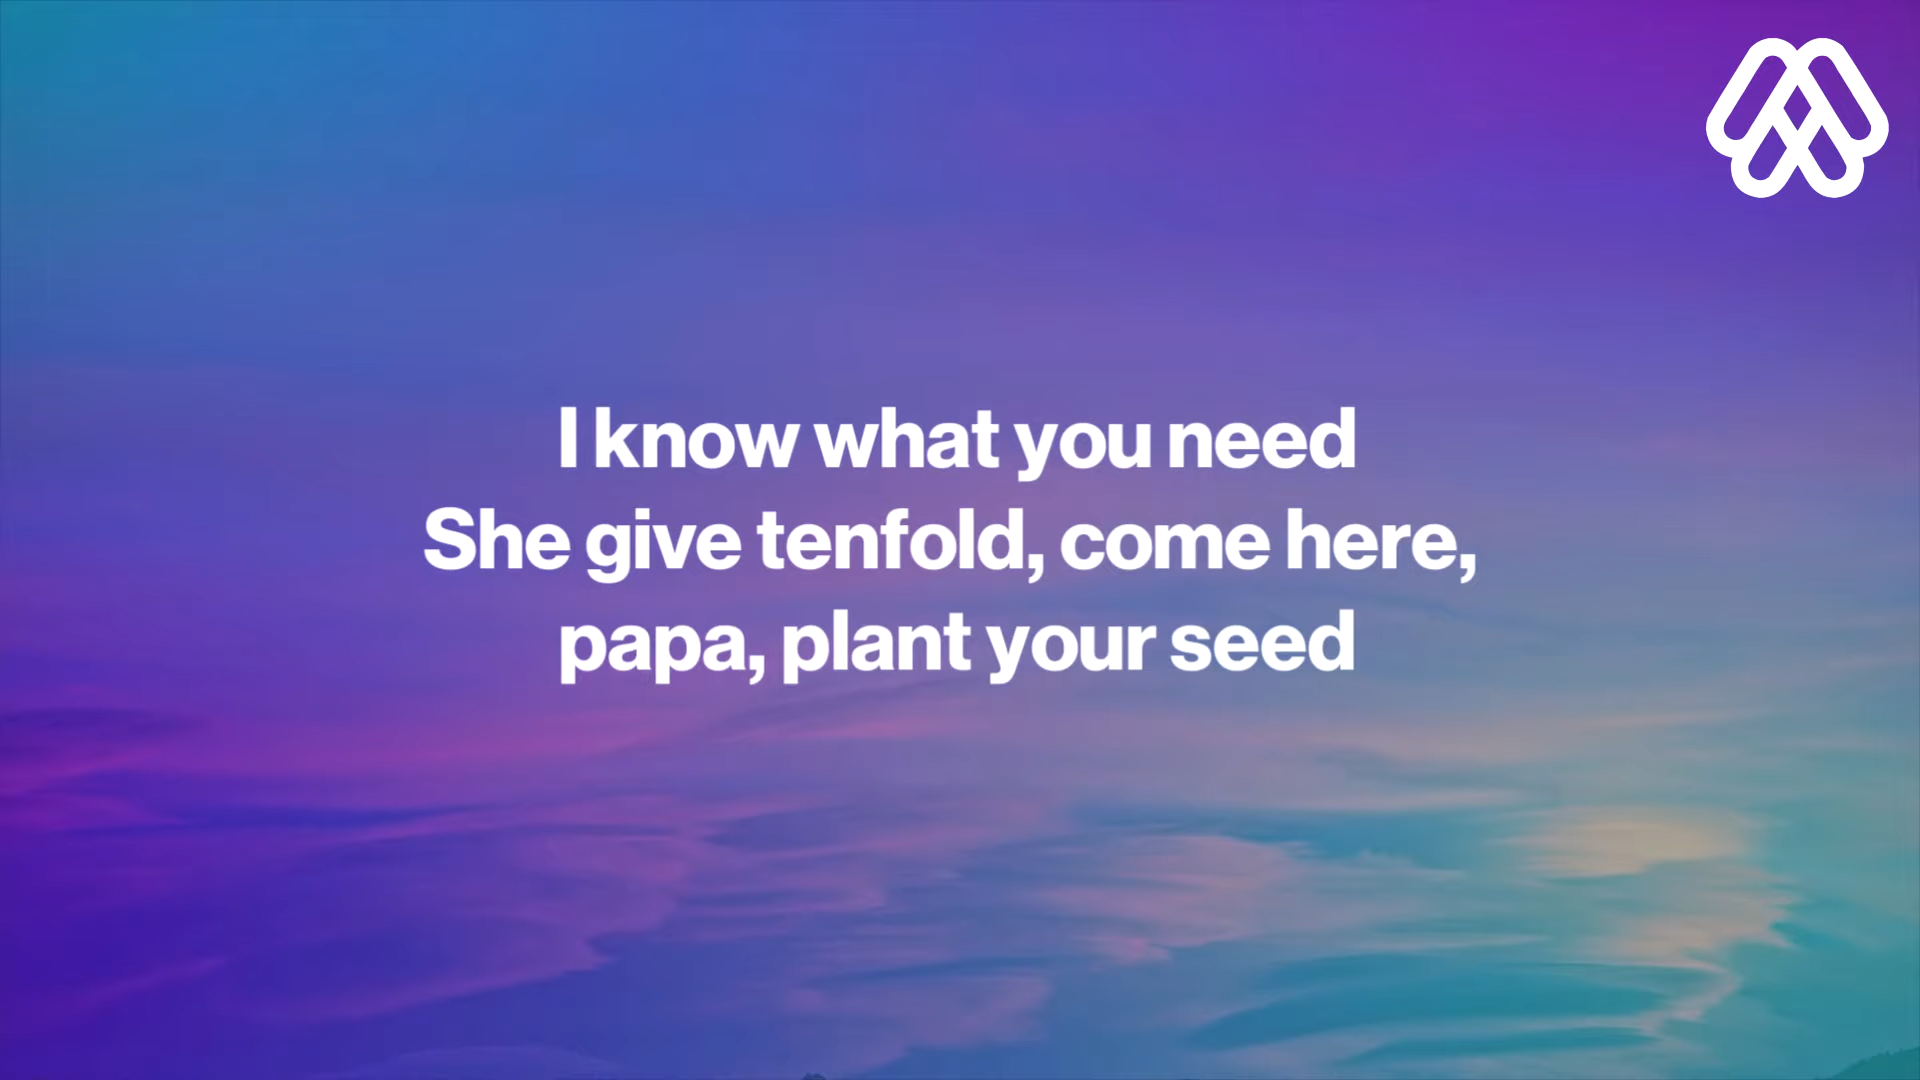 I know what you need
She give tenfold, come here,
papa, plant your seed